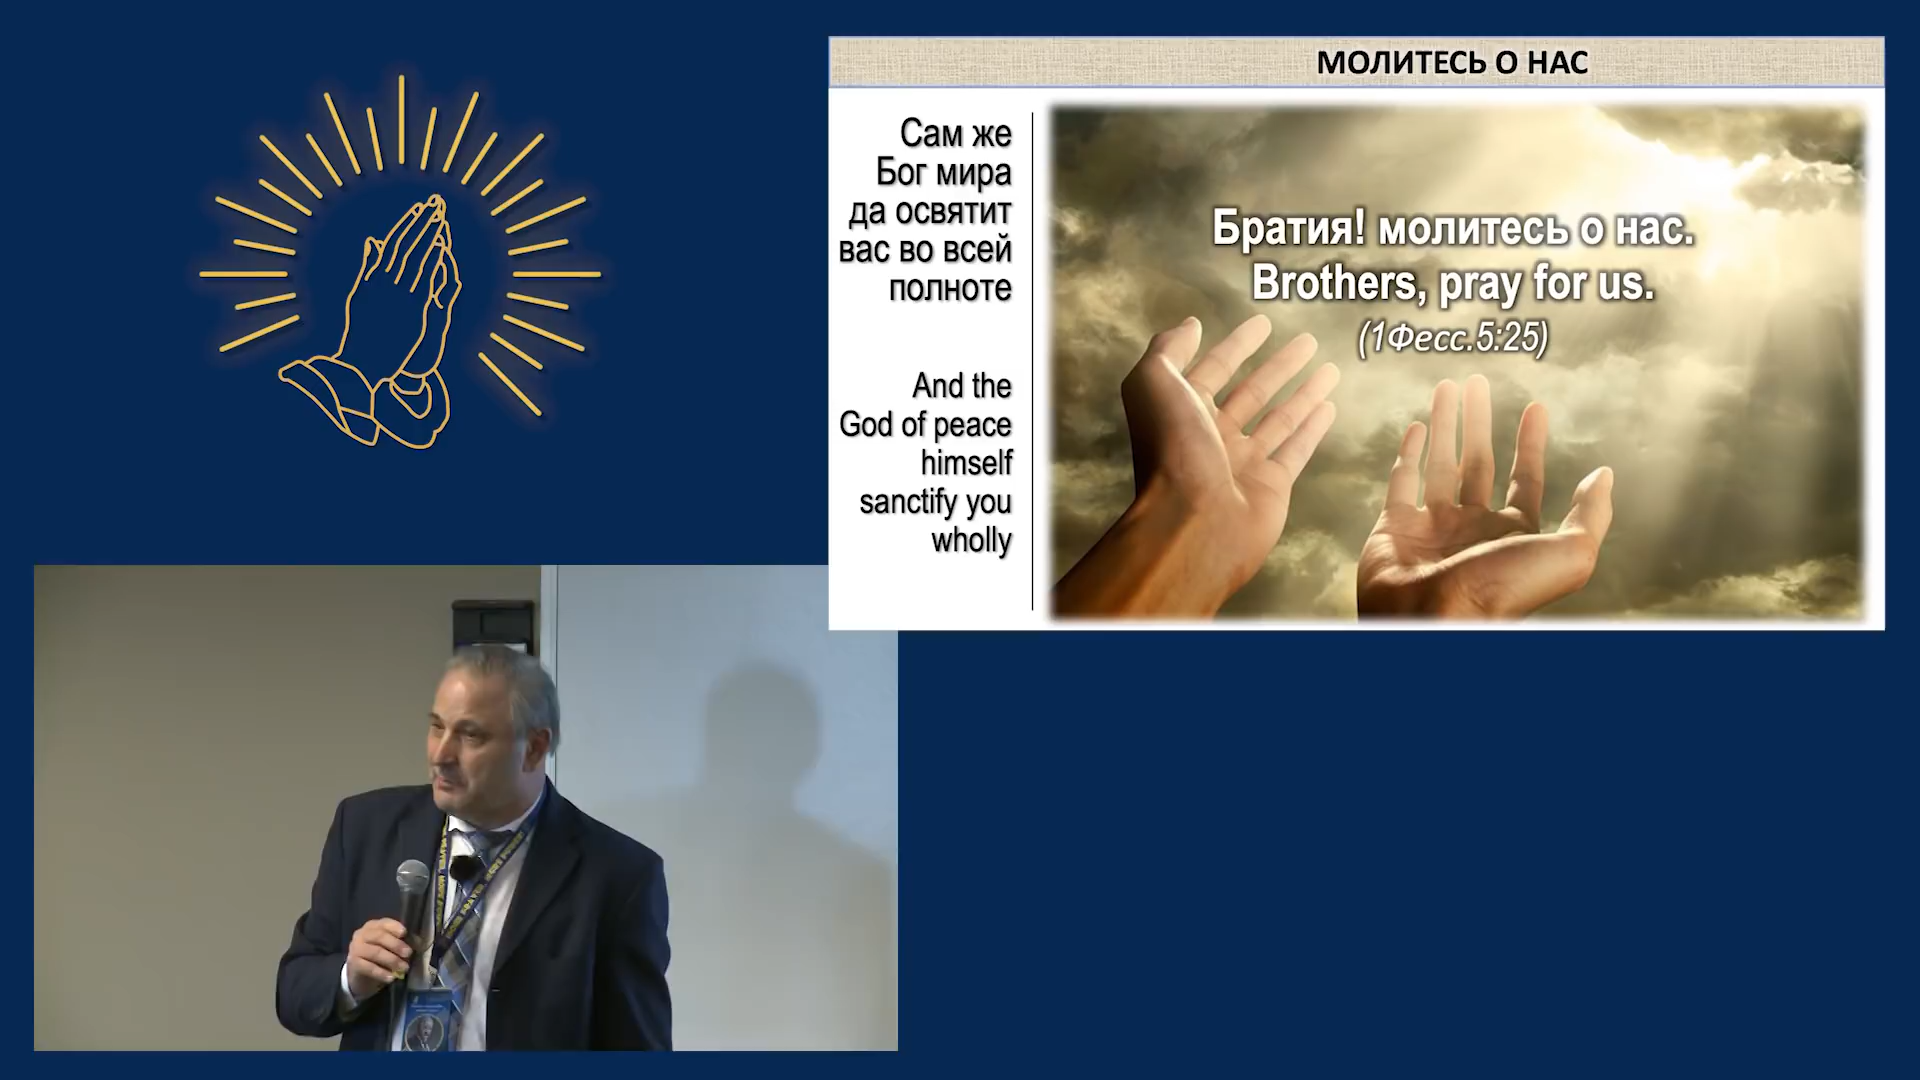 МОЛИТЕСЬ О НАС
Сам же
Бог мира
да освятит
вас во всей
полноте
And the
God of peace
himself
sanctify you
wholly
Братия! молитесь о нас.
Brothers, pray for us.
(1Фесс.5:25)